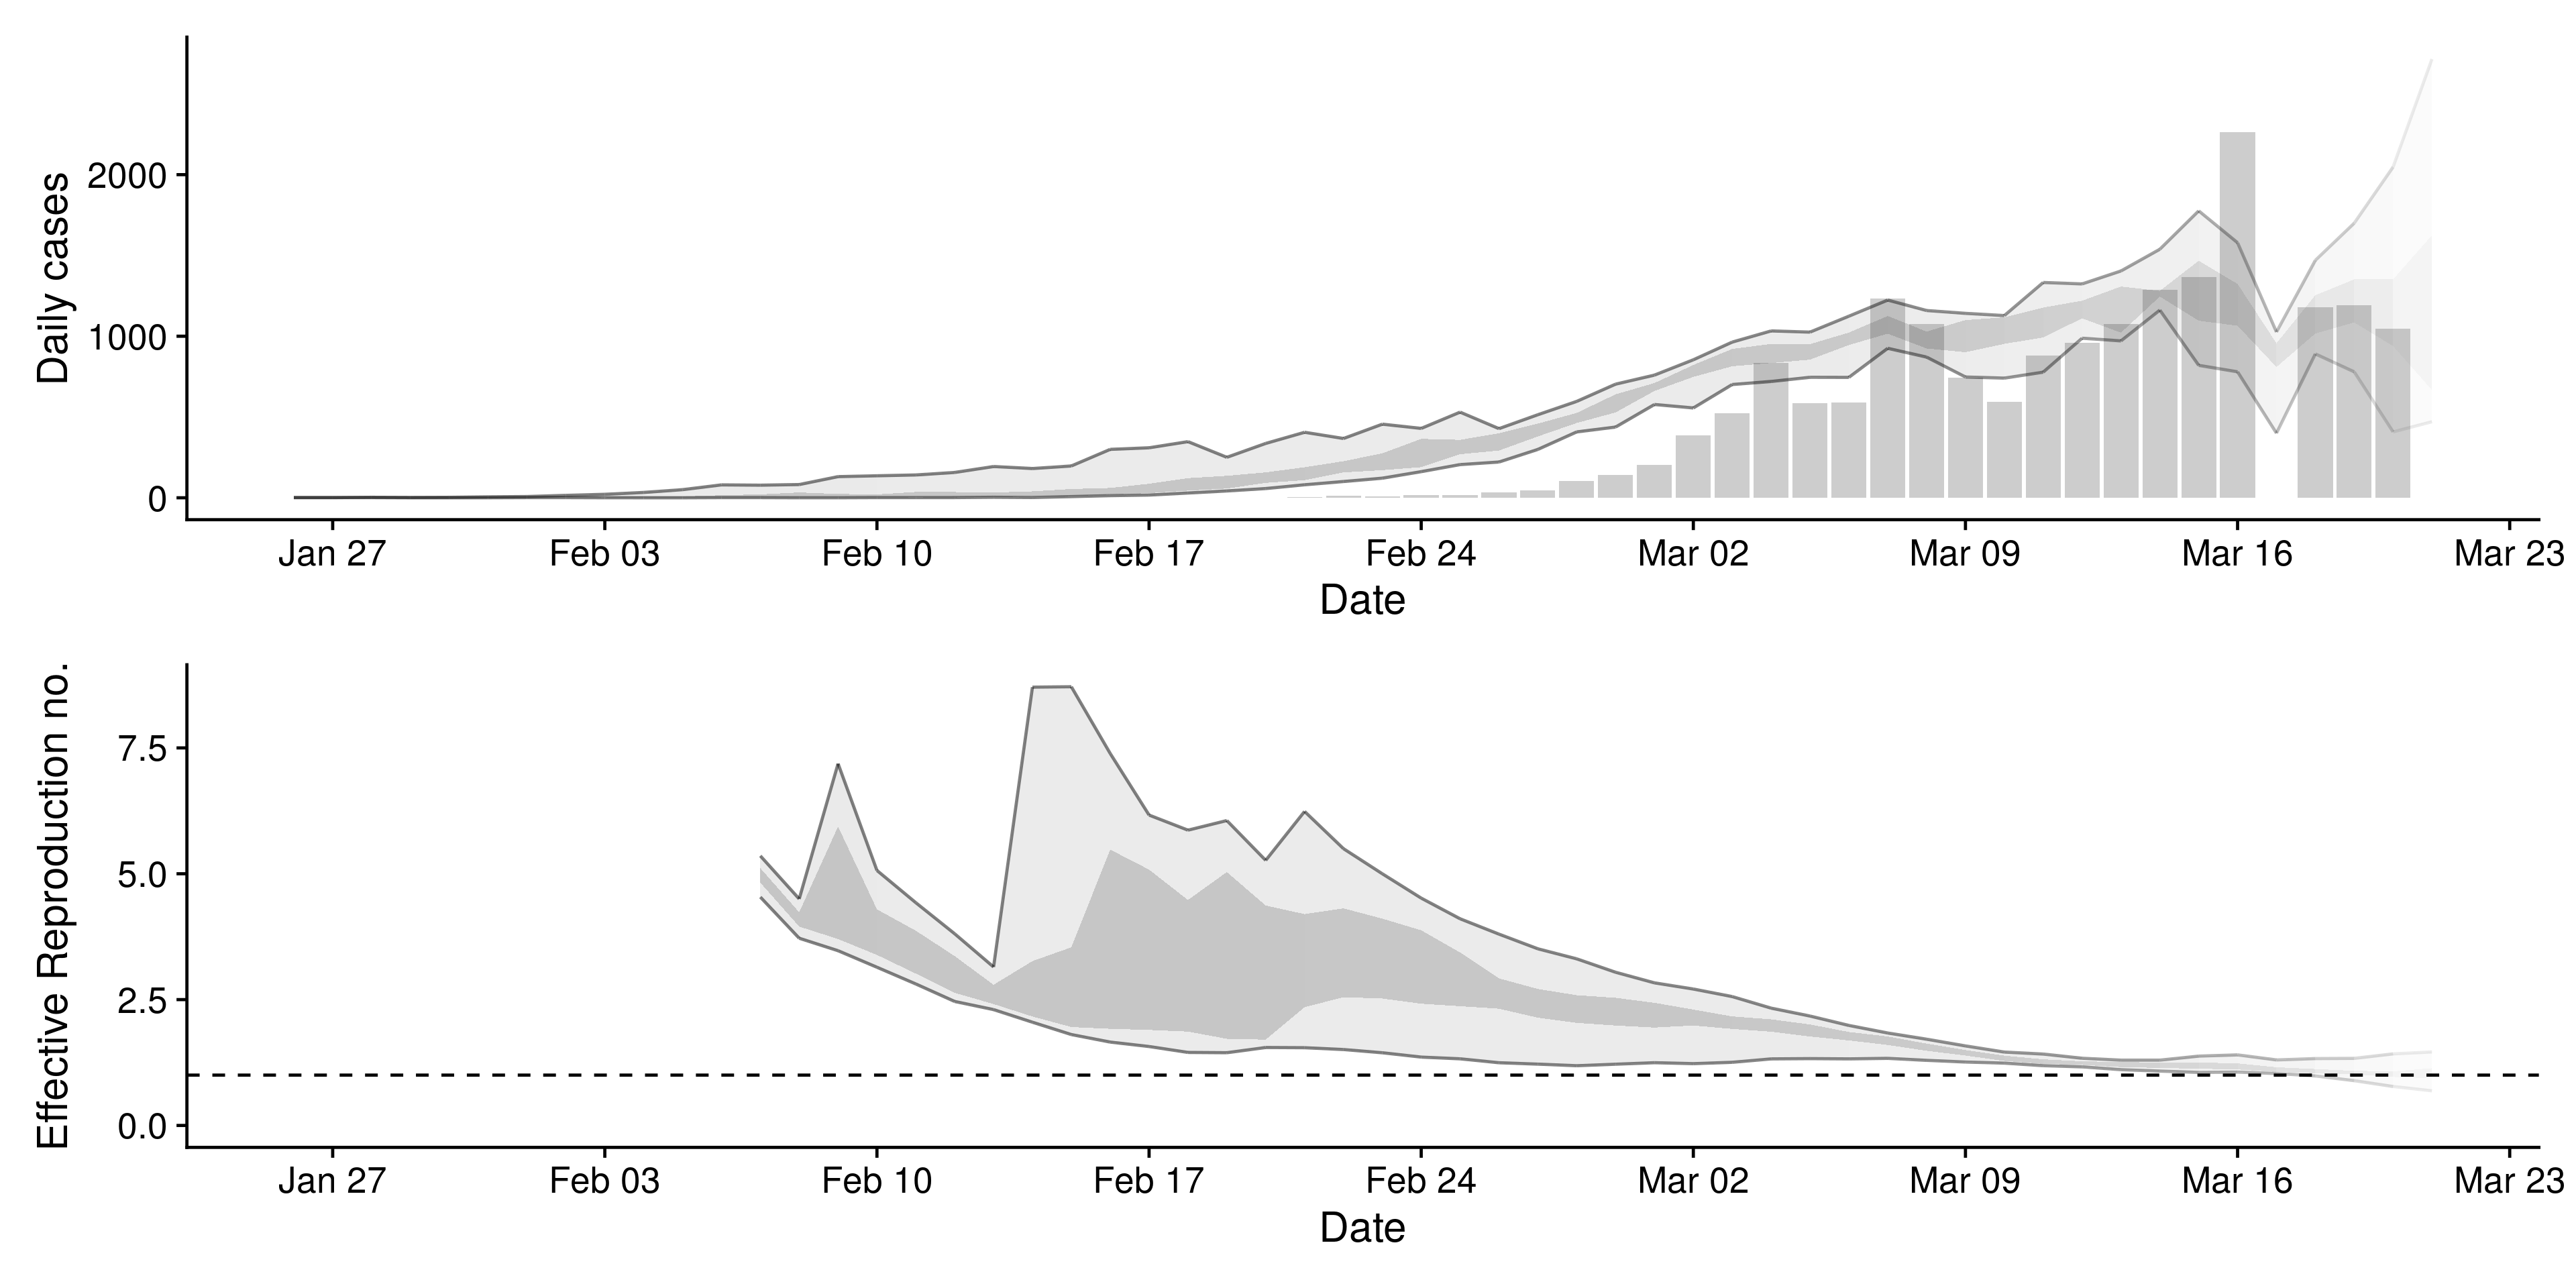 Daily cases
2000
1000
0
Jan 27 Feb 03 Feb 10 Feb 17 Feb 24 Mar 02 Mar 09 Mar 16 Mar 23
Date
Effective Reproduction no.
7.5
5.0
2.5
0.0
Jan 27 Feb 03 Feb 10 Feb 17 Feb 24 Mar 02 Mar 09 Mar 16 Mar 23
Date